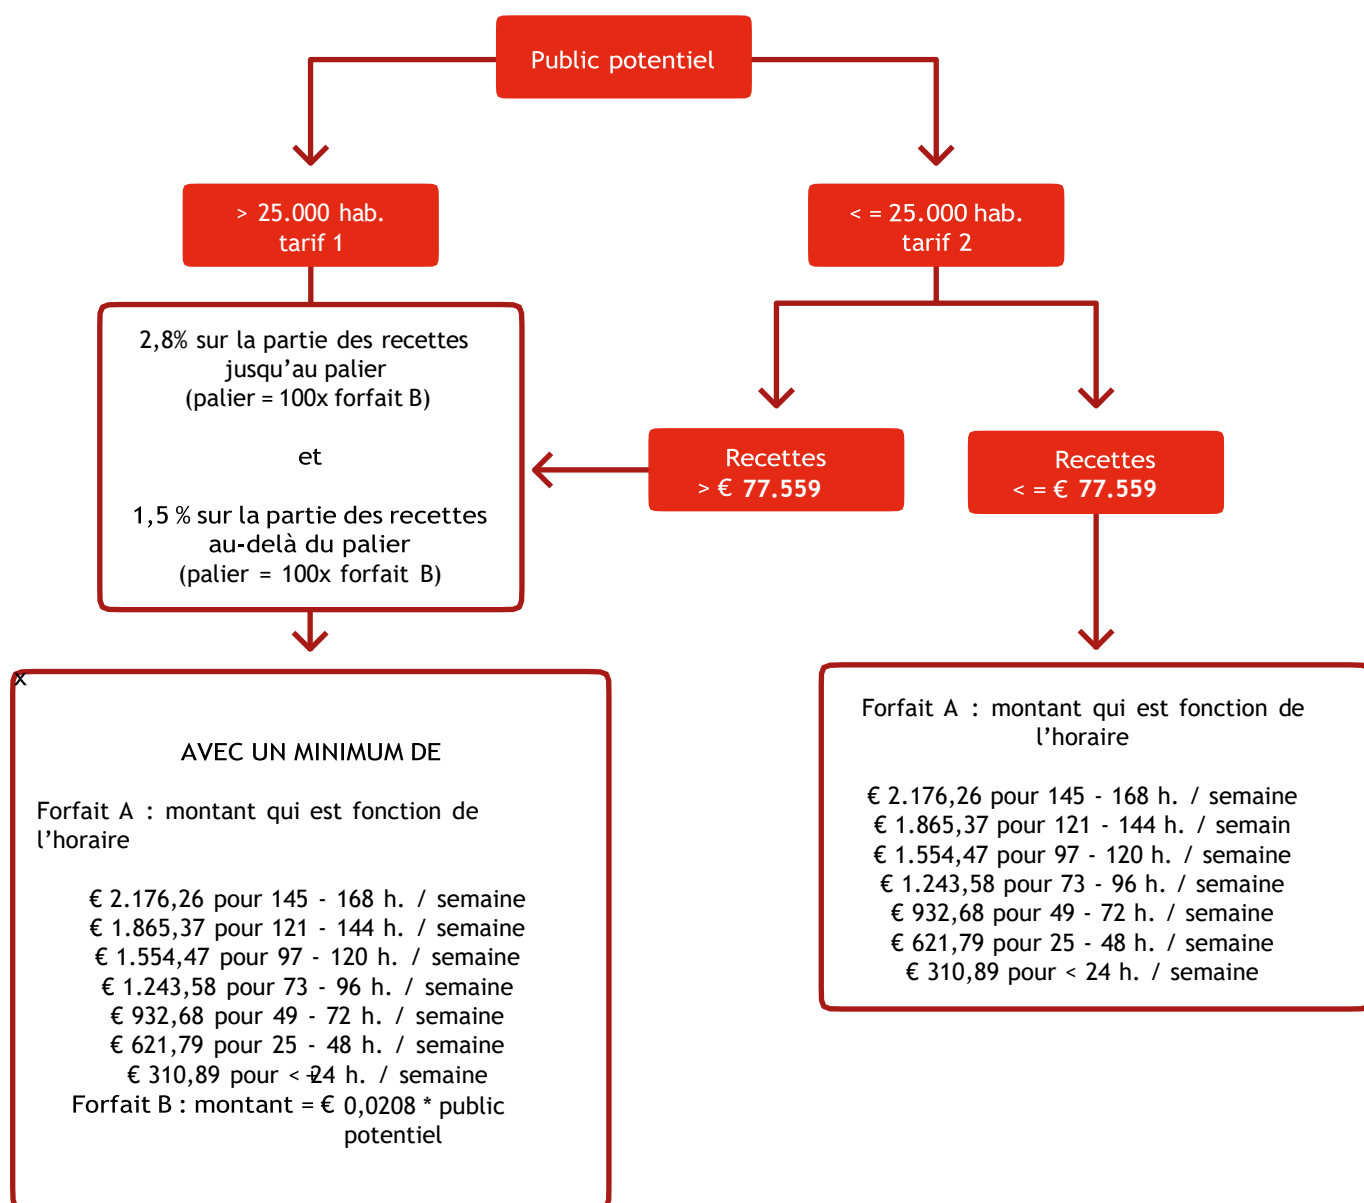 Public potentiel
> 25.000 hab.
tarif 1
< = 25.000 hab.
tarif 2
2,8% sur la partie des recettes
jusqu’au palier
(palier = 100x forfait B)
et
1,5 % sur la partie des recettes
au-delà du palier
(palier = 100x forfait B)
Recettes
> € 77.559
Recettes
< = € 77.559
x
AVEC UN MINIMUM DE
Forfait A : montant qui est fonction de
l’horaire
€ 2.176,26 pour 145 - 168 h. / semaine
€ 1.865,37 pour 121 - 144 h. / semaine
€ 1.554,47 pour 97 - 120 h. / semaine
€ 1.243,58 pour 73 - 96 h. / semaine
€ 932,68 pour 49 - 72 h. / semaine
€ 621,79 pour 25 - 48 h. / semaine
€ 310,89 pour < 24 h. / semaine
+
Forfait B : montant = € 0,0208 * public
potentiel
Forfait A : montant qui est fonction de
l’horaire
€ 2.176,26 pour 145 - 168 h. / semaine
€ 1.865,37 pour 121 - 144 h. / semain
€ 1.554,47 pour 97 - 120 h. / semaine
€ 1.243,58 pour 73 - 96 h. / semaine
€ 932,68 pour 49 - 72 h. / semaine
€ 621,79 pour 25 - 48 h. / semaine
€ 310,89 pour < 24 h. / semaine